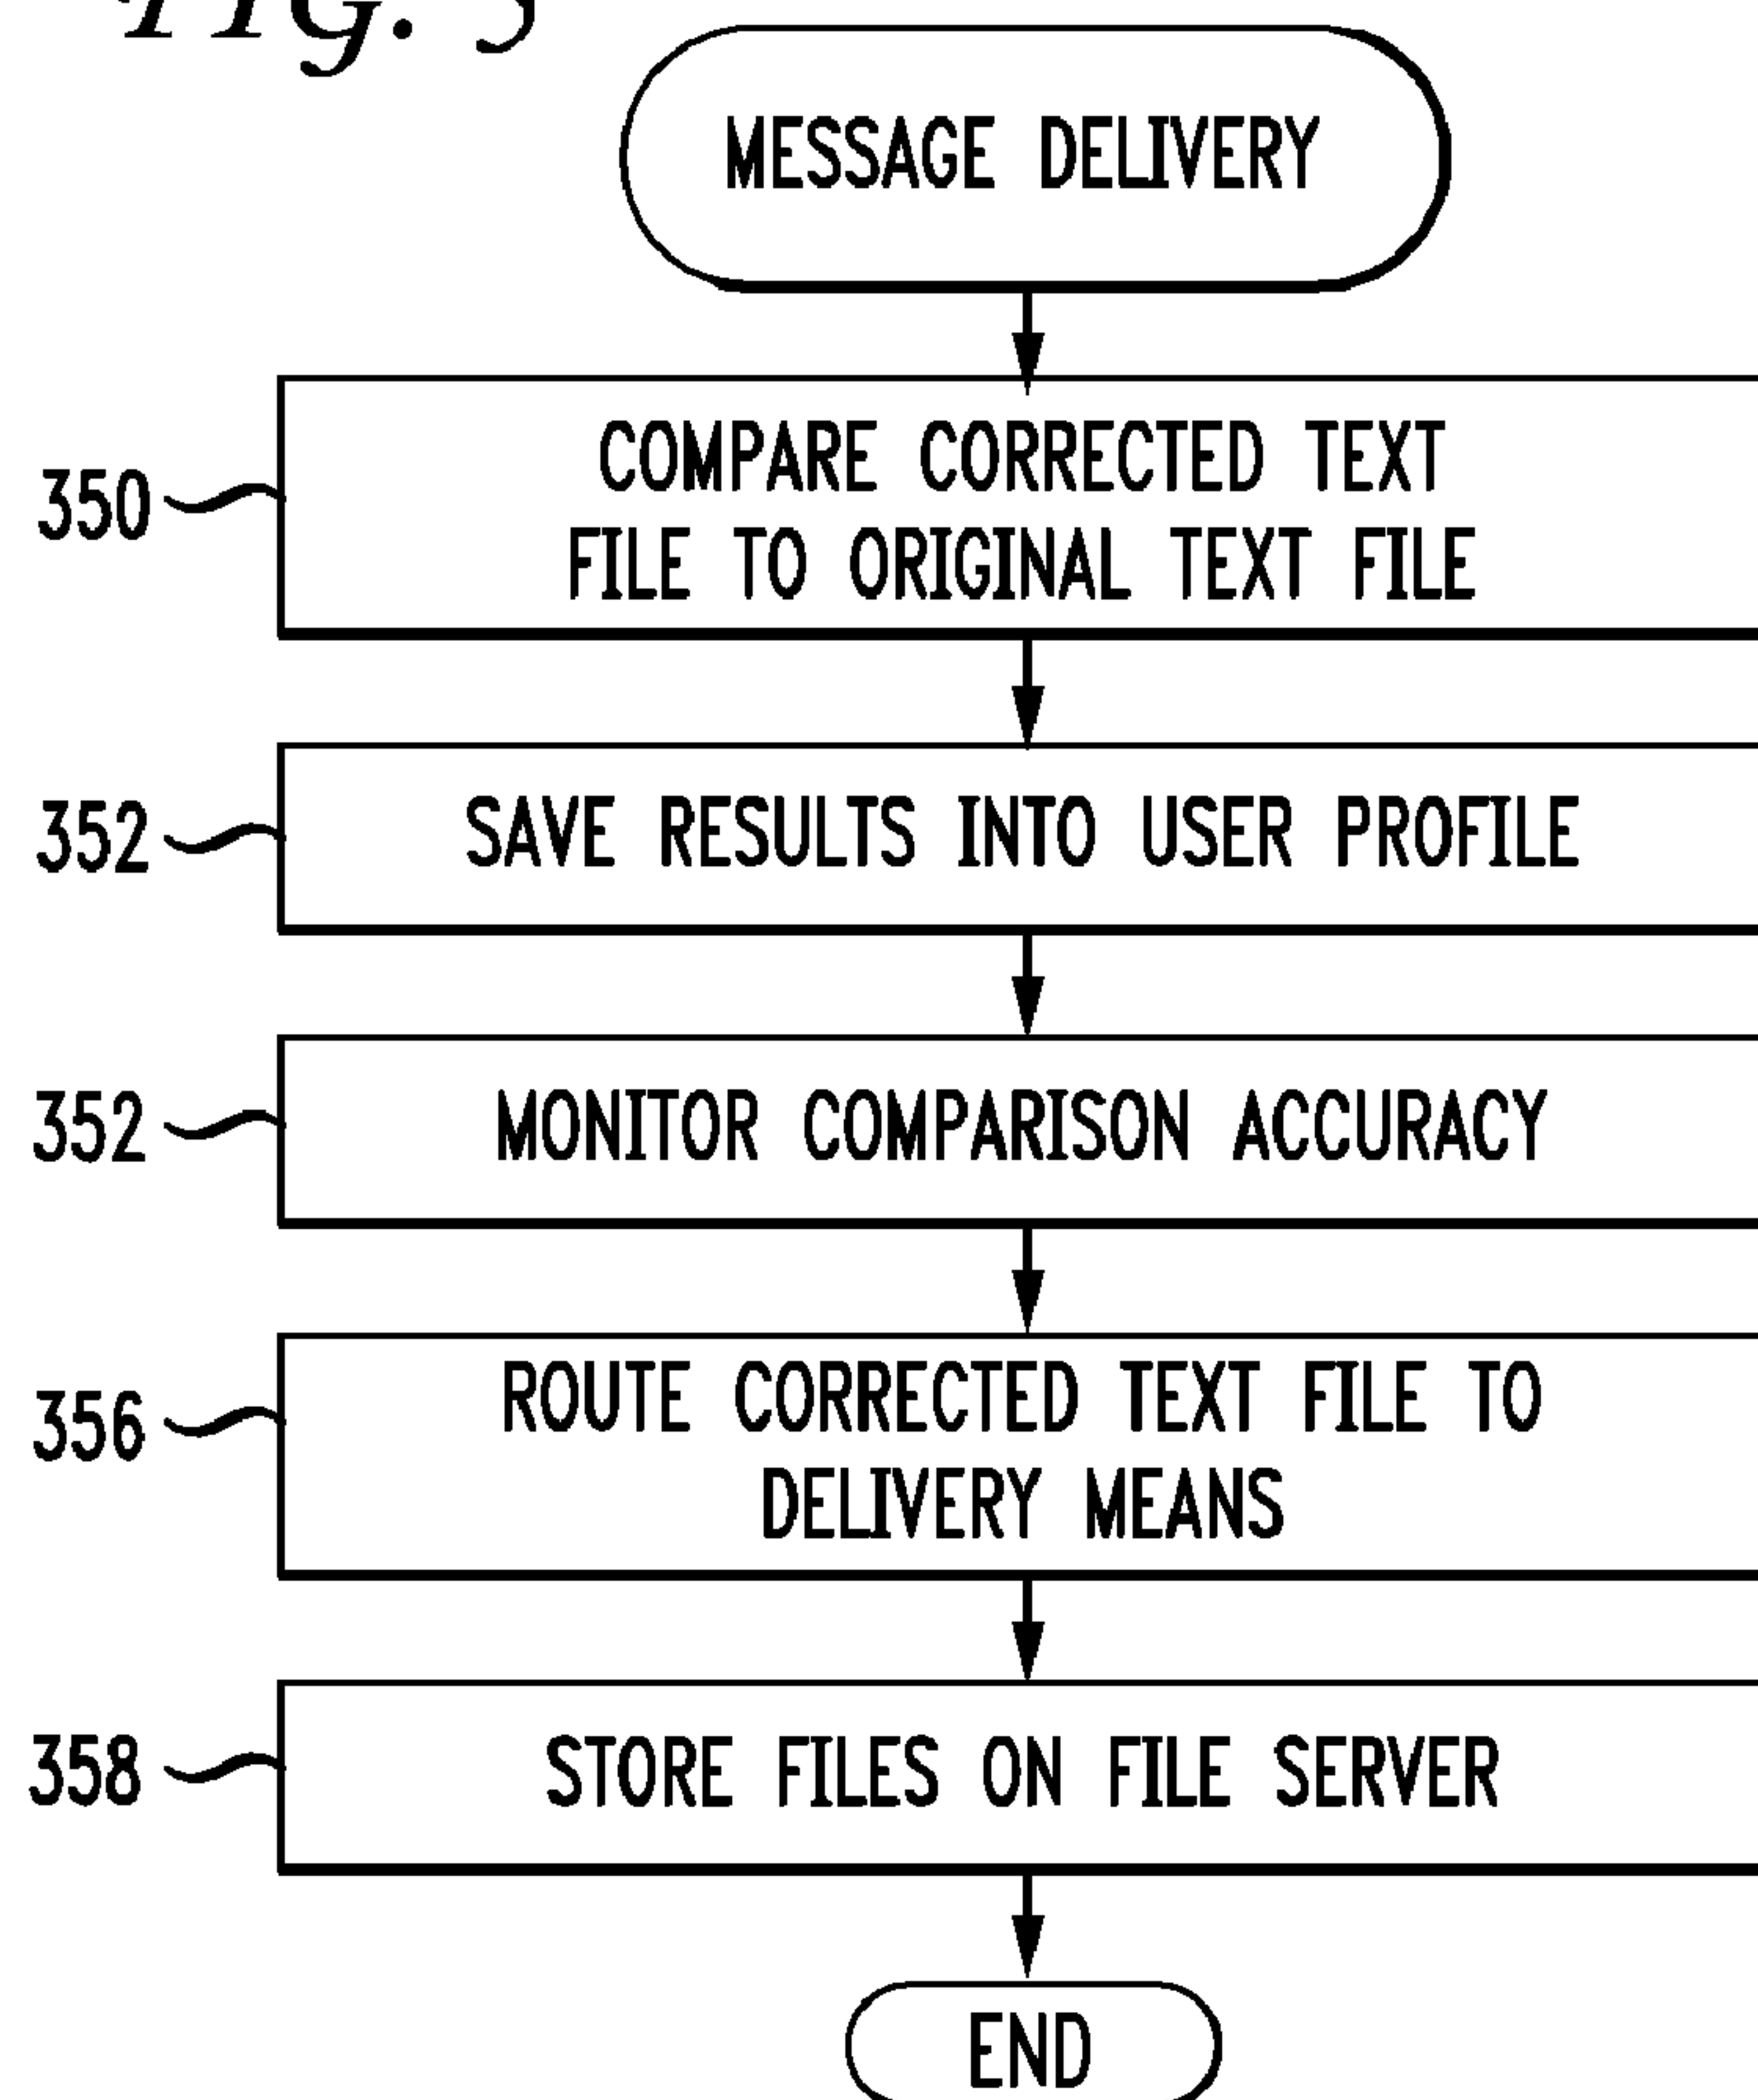 FIG.
MESSAGE DELIVERY
350
COMPARE CORRECTED TEXT
FILE TO ORIGINAL TEXT FILE
352
SAVE RESULTS INTO USER PROFILE
352
MONITOR COMPARISON ACCURACY
356
ROUTE CORRECTED TEXT FILE TO
DELIVERY MEANS
358
STORE FILES ON FILE SERVER
END